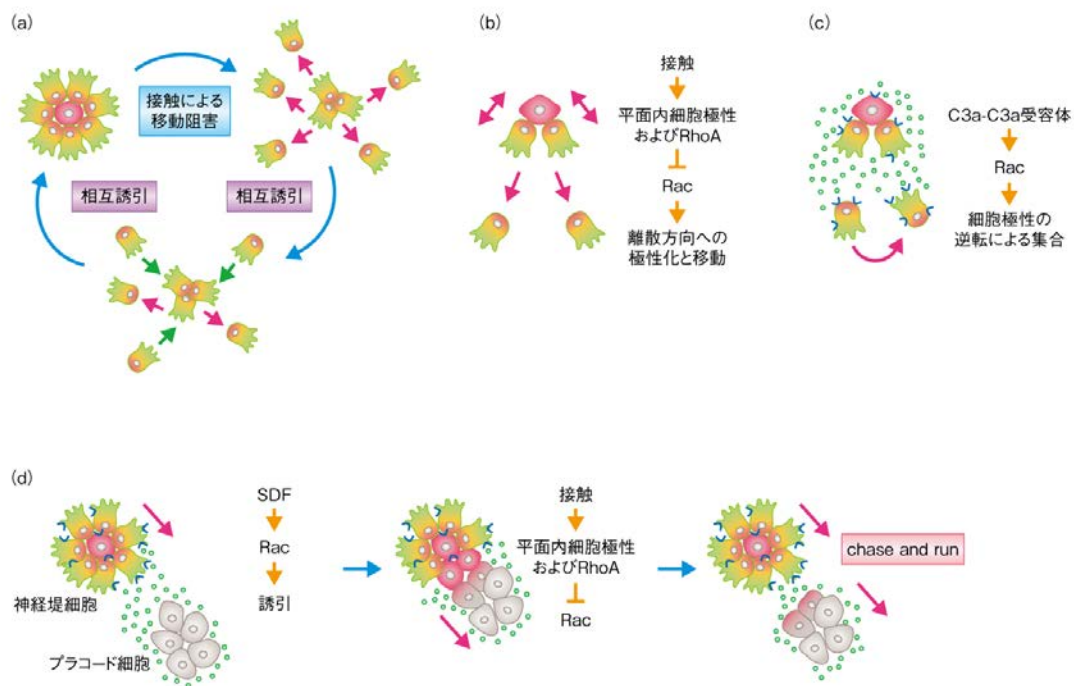 (a)
接触による
移動阻害
相互誘引
相互誘引
(b)
接触
平面内細胞極性
およびRhoA
Rac
離散方向への
極性化と移動
(c)
C3a-C3a受容体
Rac
細胞極性の
逆転による集合
(d)
神経堤細胞
プラコード細胞
SDF
Rac
誘引
接触
平面内細胞極性
およびRhoA
Rac
chase and run